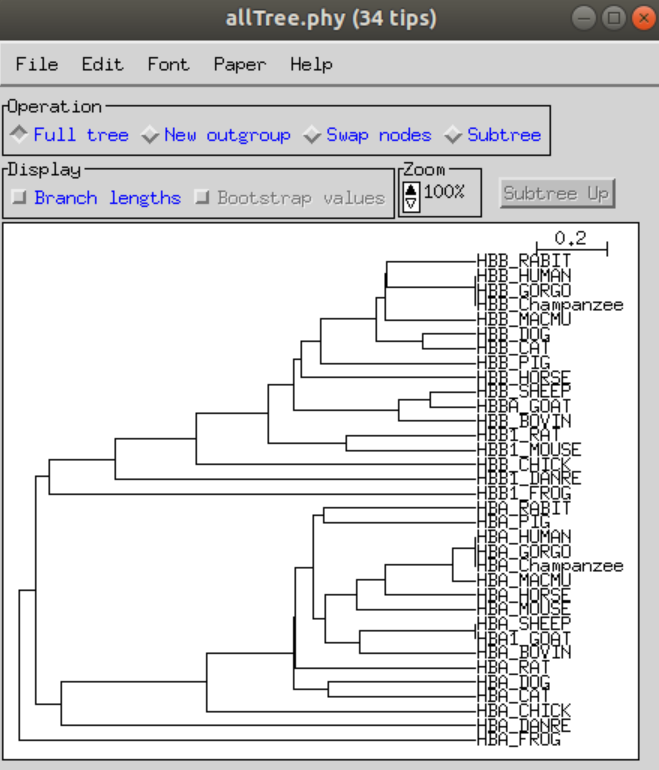 allTree.phy (34 tips)
File Edit Font Paper Help
Operation
Full tree New outgroup Swap nodes Subtree
Display Zoom
Branch lengths Bootstrap values 100% Subtree Up
0.2
HBB_RABIT
HBB_HUMAN
HBB_GORGO
HBB_Champanzee
HBB_MACMU
HBB_DOG
HBB_CAT
HBB_PIG
HBB_HORSE
HBB_SHEEP
HBBA_GOAT
HBB_BOVIN
HBB1_RAT
HBB1_MOUSE
HBB_CHICK
HBB1_DANRE
HBB1_FROG
HBA_RABIT
HBA_PIG
HBA_HUMAN
HBA_GORGO
HBA_Champanzee
HBA_MACMU
HBA_HORSE
HBA_MOUSE
HBA_SHEEP
HBA1_GOAT
HBA_BOVIN
HBA_RAT
HBA_DOG
HBA_CAT
HBA_CHICK
HBA_DANRE
HBA_FROG